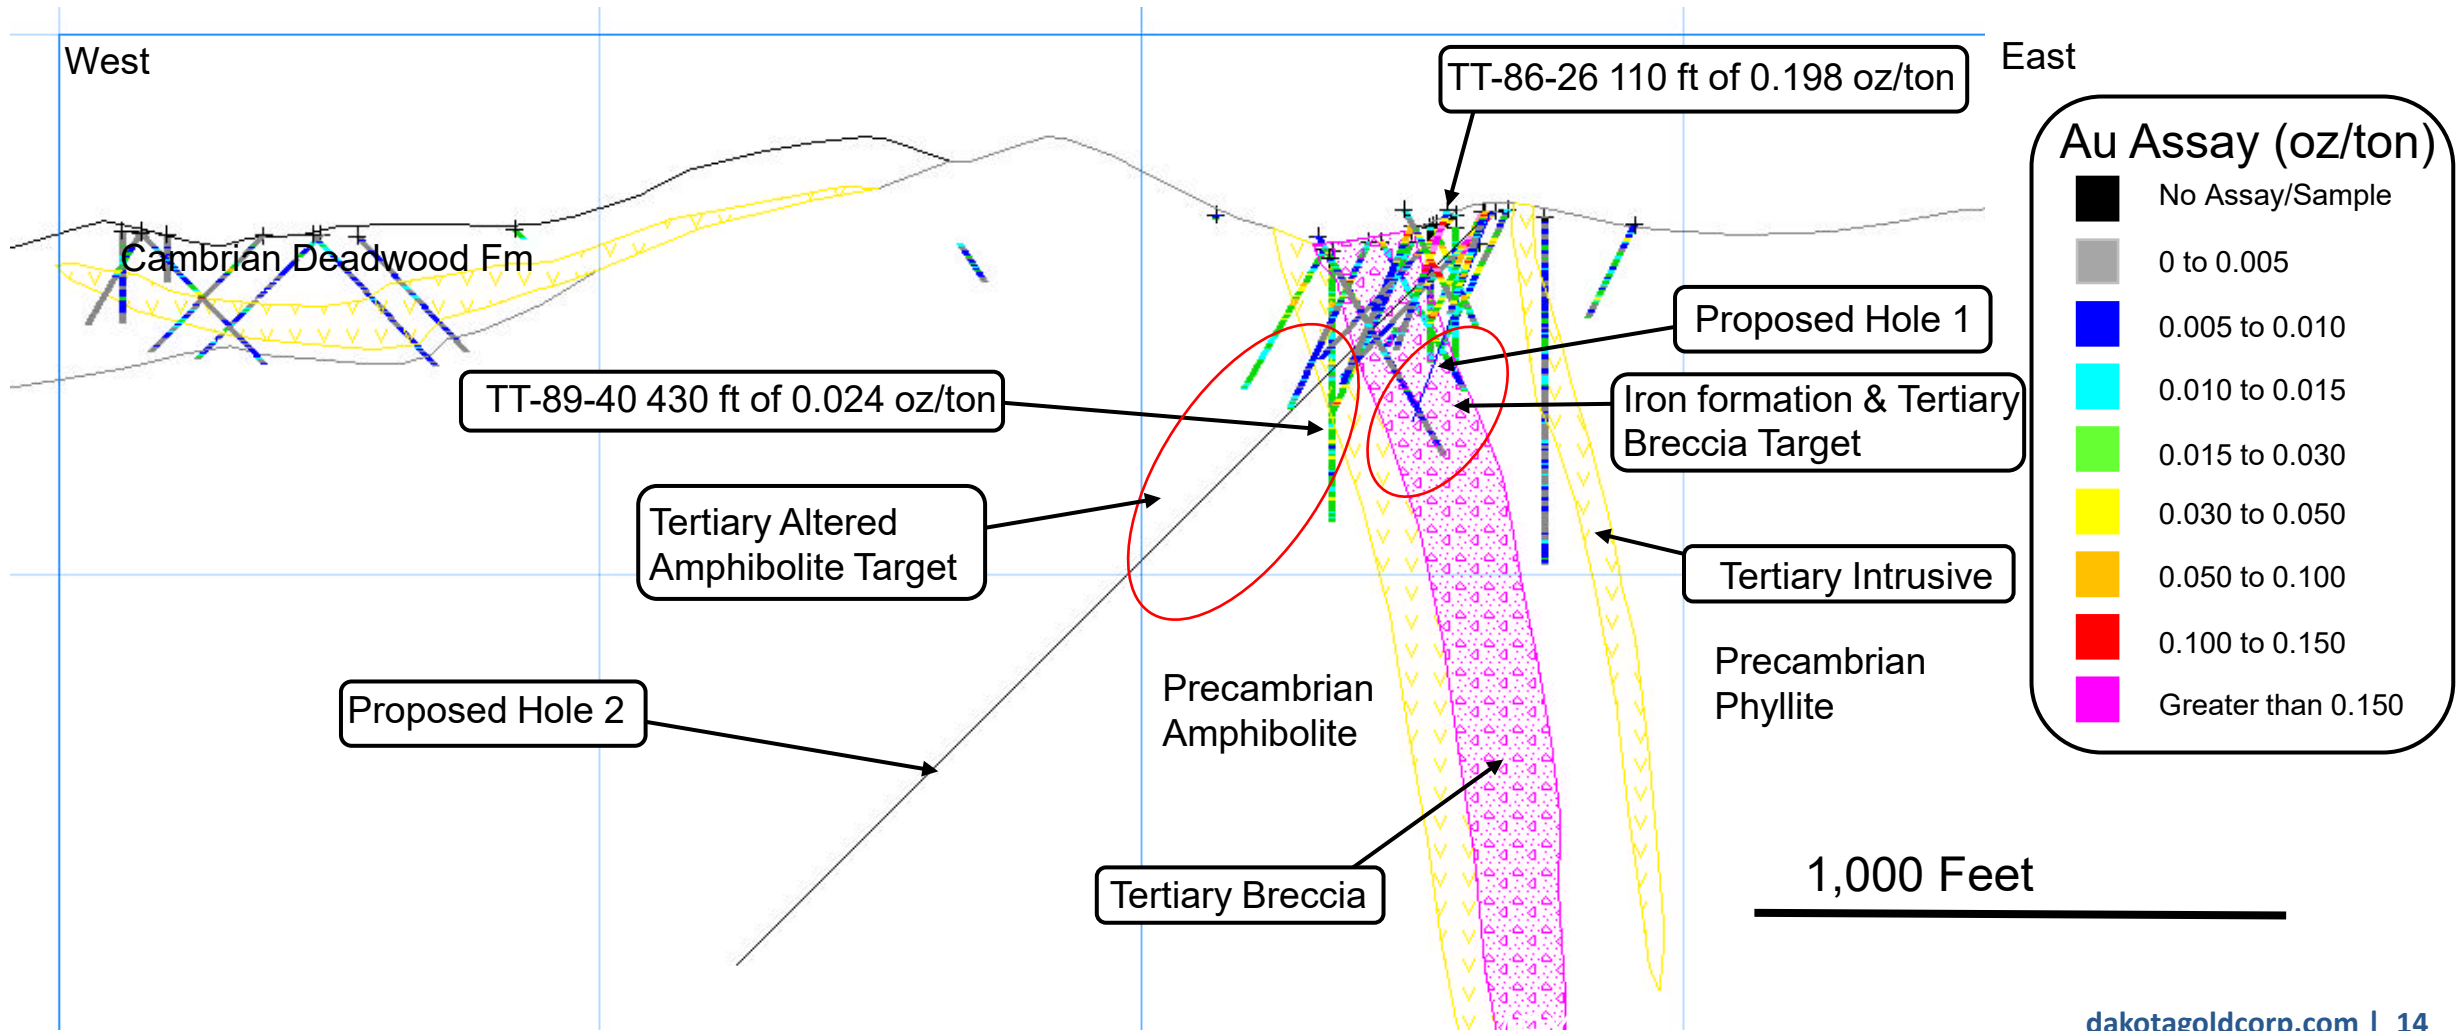 West
East
TT-86-26 110 ft of 0.198 oz/ton
Au Assay (oz/ton)
No Assay/Sample
0 to 0.005
0.005 to 0.010
0.010 to 0.015
0.015 to 0.030
0.030 to 0.050
0.050 to 0.100
0.100 to 0.150
Greater than 0.150
Cambrian Deadwood Fm
Proposed Hole 1
TT-89-40 430 ft of 0.024 oz/ton
Iron formation & Tertiary
Breccia Target
Tertiary Altered
Amphibolite Target
Tertiary Intrusive
Proposed Hole 2
Precambrian
Amphibolite
Precambrian
Phyllite
Tertiary Breccia
1,000 Feet
dakotagoldcorp.com | 14